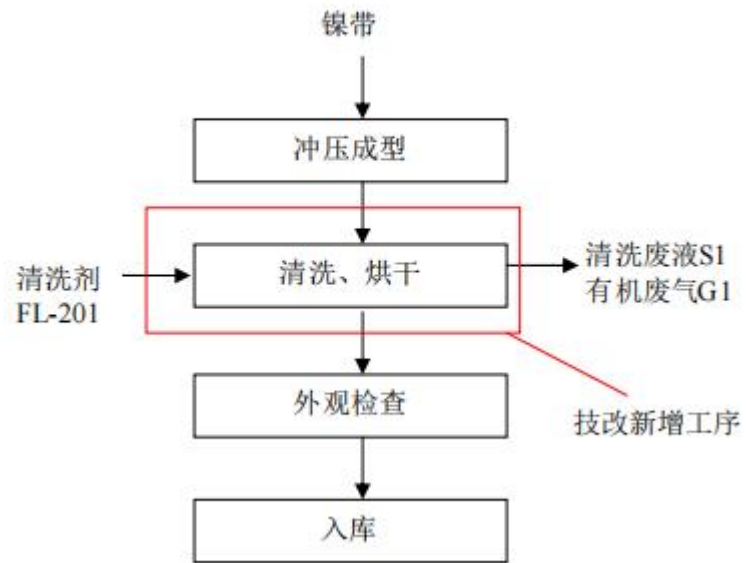 镍带
冲压成型
清洗、烘干
清洗剂
FL-201
清洗废液S1
有机废气G1
外观检查
技改新增工序
入库